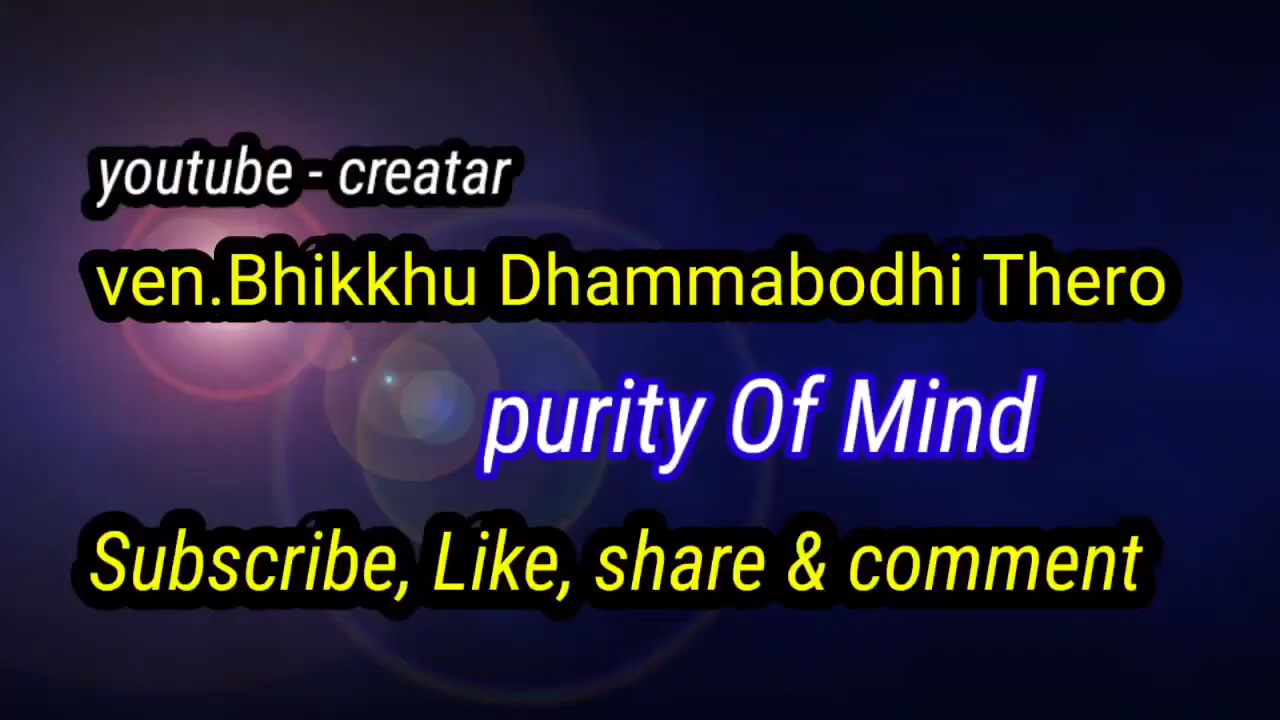 youtube - creatar
ven.Bhikkhu Dhammabodhi Thero
purity Of Mind
Subscribe, Like, share & comment